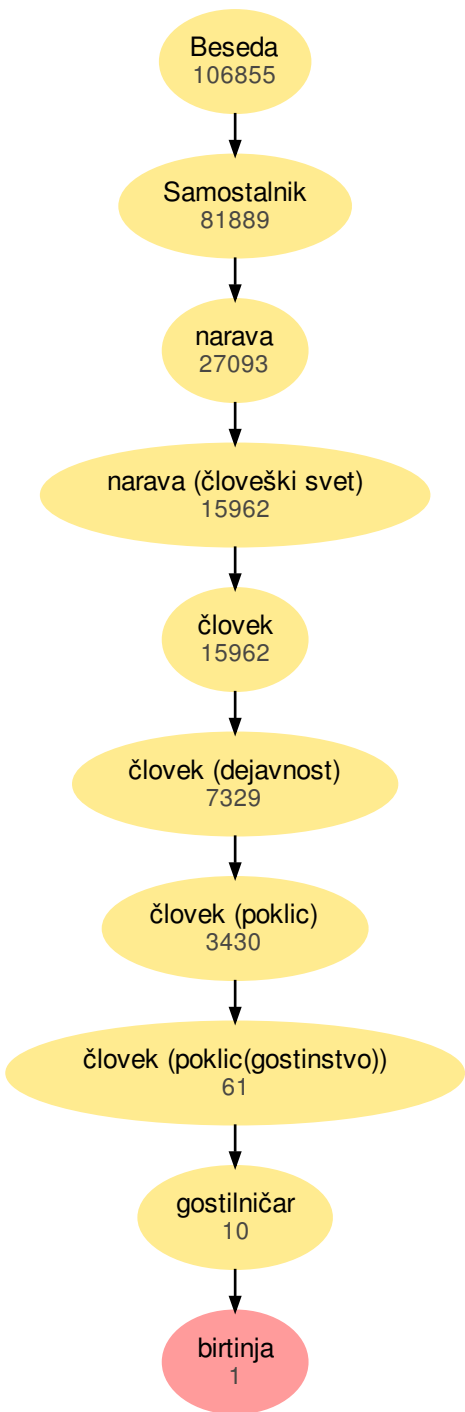 Beseda
106855
Samostalnik
81889
narava
27093
narava (človeški svet)
15962
človek
15962
človek (dejavnost)
7329
človek (poklic)
3430
človek (poklic(gostinstvo))
61
gostilničar
10
birtinja
1